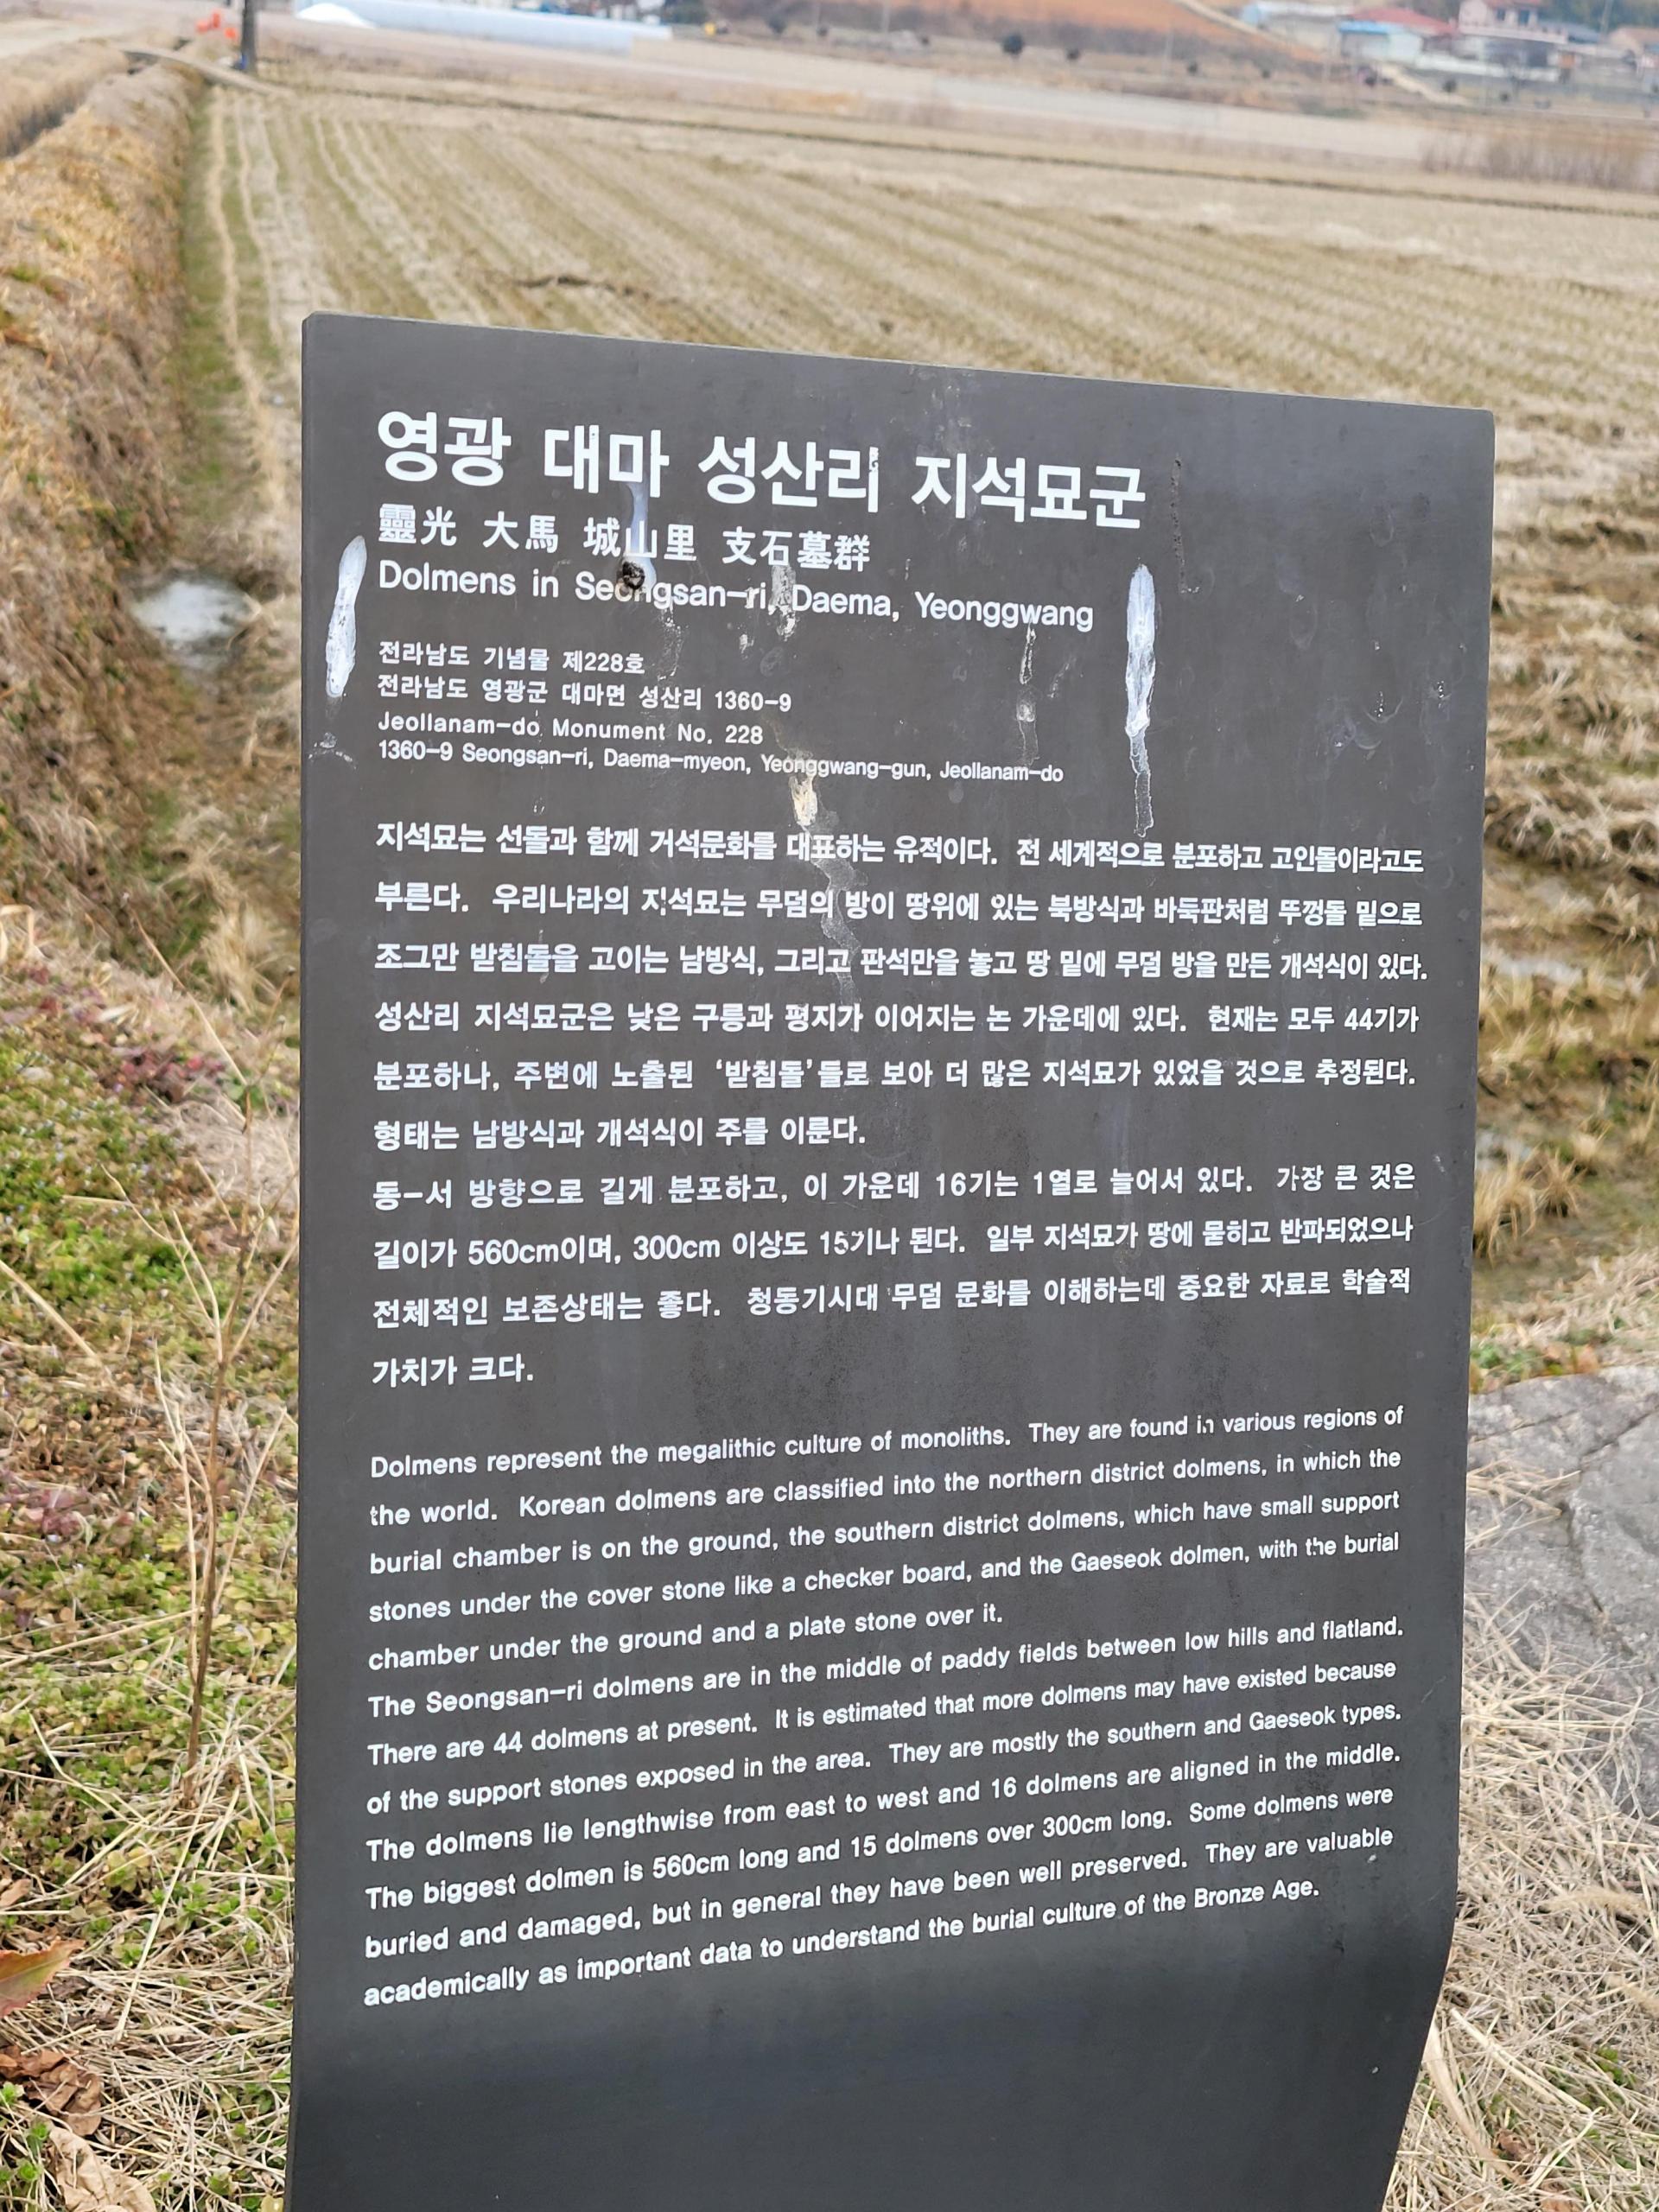 영광 대마 성산리 지석묘군
靈光 大馬 城山里 支石墓群
Dolmens in Seongsan-ri, Daema, Yeonggwang
전라남도 기념물 제228호
전라남도 영광군 대마면 성산리 1360-9
Jeollanam-do Monument No. 228
1360-9 Seongsan-ri, Daema-myeon, Yeonggwang-gun, Jeollanam-do
지석묘는 선돌과 함께 거석문화를 대표하는 유적이다. 전 세계적으로 분포하고 고인돌이라고도
부른다. 우리나라의 지석묘는 무덤의 방이 땅위에 있는 북방식과 바둑판처럼 뚜껑돌 밑으로
조그만 받침돌을 고이는 남방식, 그리고 판석만을 놓고 땅 밑에 무덤 방을 만든 개석식이 있다.
성산리 지석묘군은 낮은 구릉과 평지가 이어지는 논 가운데에 있다. 현재는 모두 44기가
분포하나, 주변에 노출된 ‘받침돌’들로 보아 더 많은 지석묘가 있었을 것으로 추정된다.
형태는 남방식과 개석식이 주를 이룬다.
동-서 방향으로 길게 분포하고, 이 가운데 16기는 1열로 늘어서 있다. 가장 큰 것은
길이가 560cm이며, 300cm 이상도 15기나 된다. 일부 지석묘가 땅에 묻히고 반파되었으나
전체적인 보존상태는 좋다. 청동기시대 무덤 문화를 이해하는데 중요한 자료로 학술적
가치가 크다.
Dolmens represent the megalithic culture of monoliths. They are found in various regions of
the world. Korean dolmens are classified into the northern district dolmens, in which the
burial chamber is on the ground, the southern district dolmens, which have small support
stones under the cover stone like a checker board, and the Gaeseok dolmen, with the burial
chamber under the ground and a plate stone over it.
The Seongsan-ri dolmens are in the middle of paddy fields between low hills and flatland.
There are 44 dolmens at present. It is estimated that more dolmens may have existed because
of the support stones exposed in the area. They are mostly the southern and Gaeseok types.
The dolmens lie lengthwise from east to west and 16 dolmens are aligned in the middle.
The biggest dolmen is 560cm long and 15 dolmens over 300cm long. Some dolmens were
buried and damaged, but in general they have been well preserved. They are valuable
academically as important data to understand the burial culture of the Bronze Age.